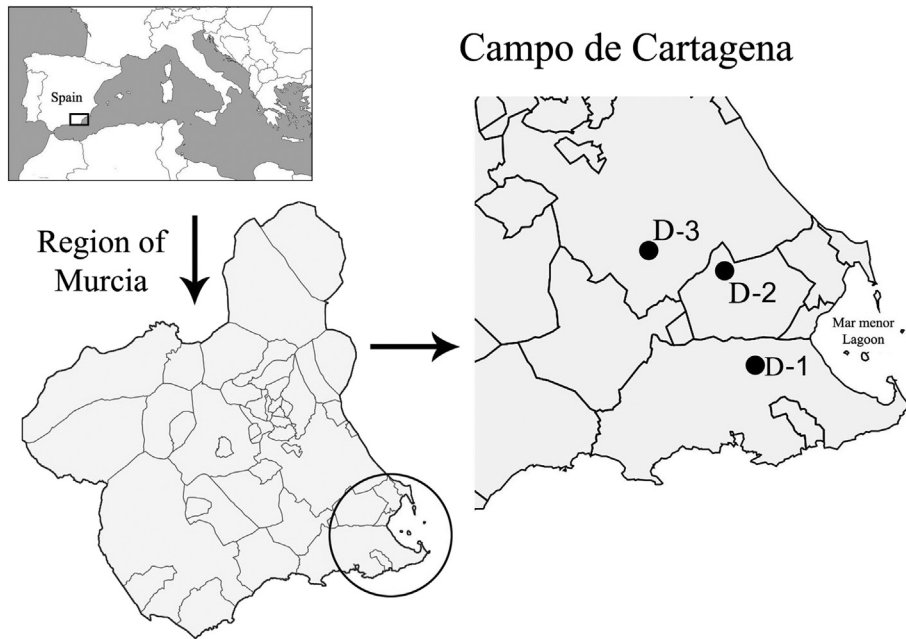 Campo de Cartagena
Spain
Region of
Murcia
D-3
D-2
Mar menor
Lagoon
D-1